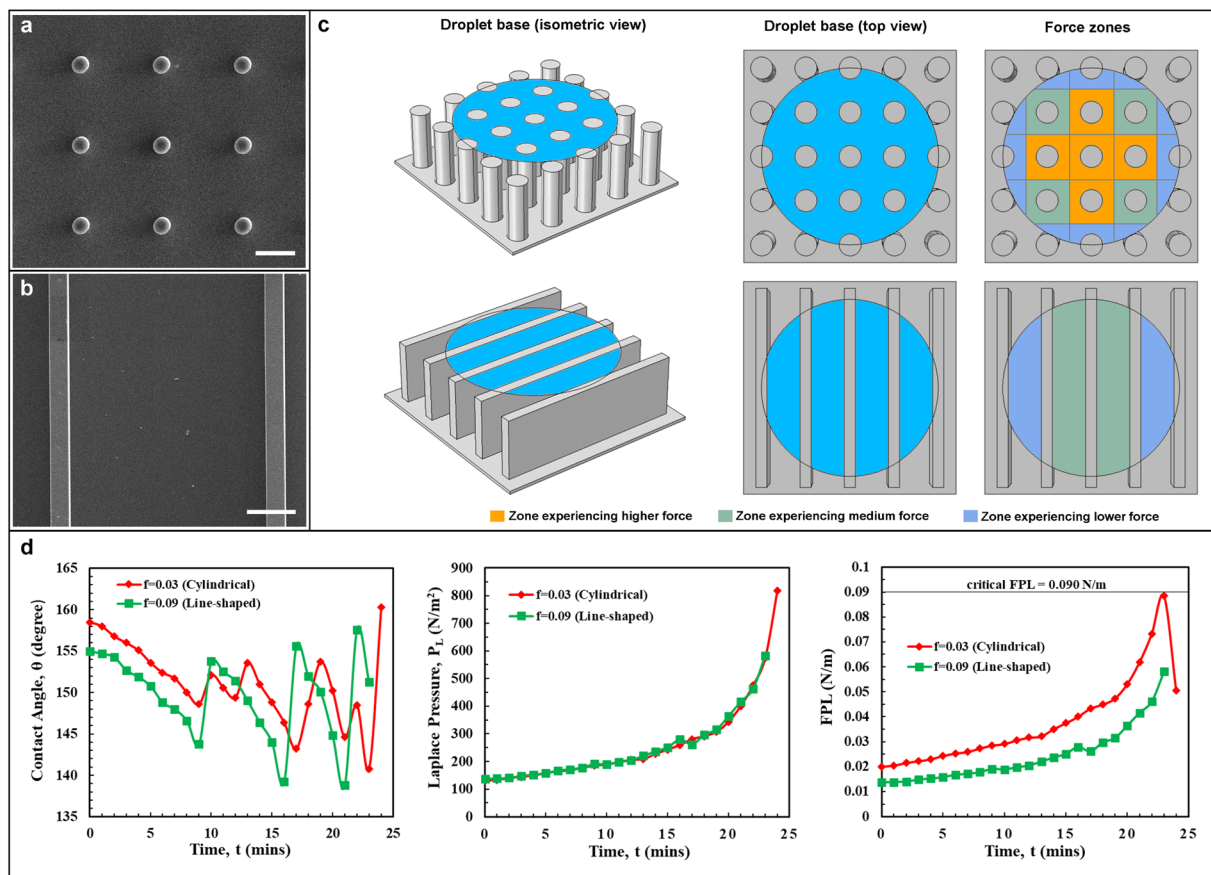 a
b
c
Droplet base (isometric view)
Droplet base (top view)
Force zones
Zone experiencing higher force
Zone experiencing medium force
Zone experiencing lower force
d
165
160
155
150
145
140
135
0
5
10
15
20
25
Contact Angle, θ (degree)
Time, t (mins)
f=0.03 (Cylindrical)
f=0.09 (Line-shaped)
900
800
700
600
500
400
300
200
100
0
0
5
10
15
20
25
Laplace Pressure, PL (N/m²)
Time, t (mins)
f=0.03 (Cylindrical)
f=0.09 (Line-shaped)
0.1
0.09
0.08
0.07
0.06
0.05
0.04
0.03
0.02
0.01
0
0
5
10
15
20
25
FPL (N/m)
Time, t (mins)
critical FPL = 0.090 N/m
f=0.03 (Cylindrical)
f=0.09 (Line-shaped)